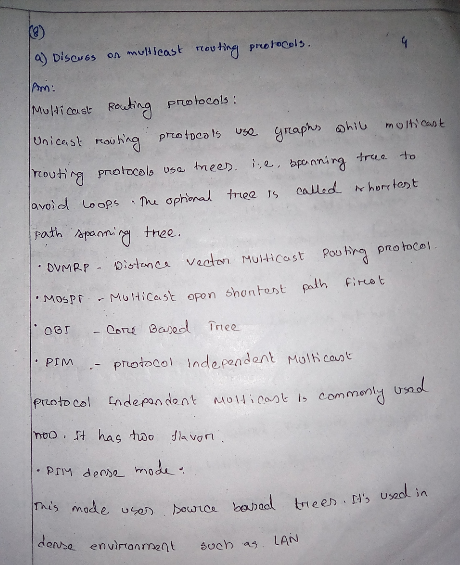 (8)
a) Discuss on multicast routing protocols. 4
Ans:
Multicast Routing protocols:
Unicast routing protocols use graphs while multicast
routing protocols use trees. i.e, spanning tree to
avoid loops. The optional tree is called shortest
path spanning tree.
· DVMRP - Distance Vector Multicast Routing protocol.
· MOSPF - Multicast open shortest path first
· CBT - Core Based Tree
· PIM - protocol Independent Multicast
protocol Independent Multicast is commonly used
now. It has two flavor.
· PIM dense mode:
This mode uses source based trees. It's used in
dense environment such as LAN